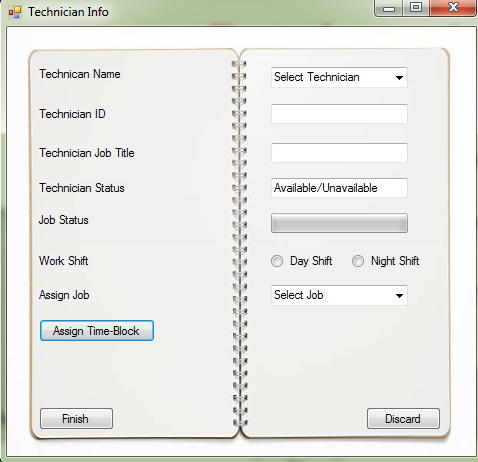 Technician Info
Technican Name Select Technician
Technician ID
Technician Job Title
Technician Status Available/Unavailable
Job Status
Work Shift Day Shift Night Shift
Assign Job Select Job
Assign Time-Block
Finish Discard